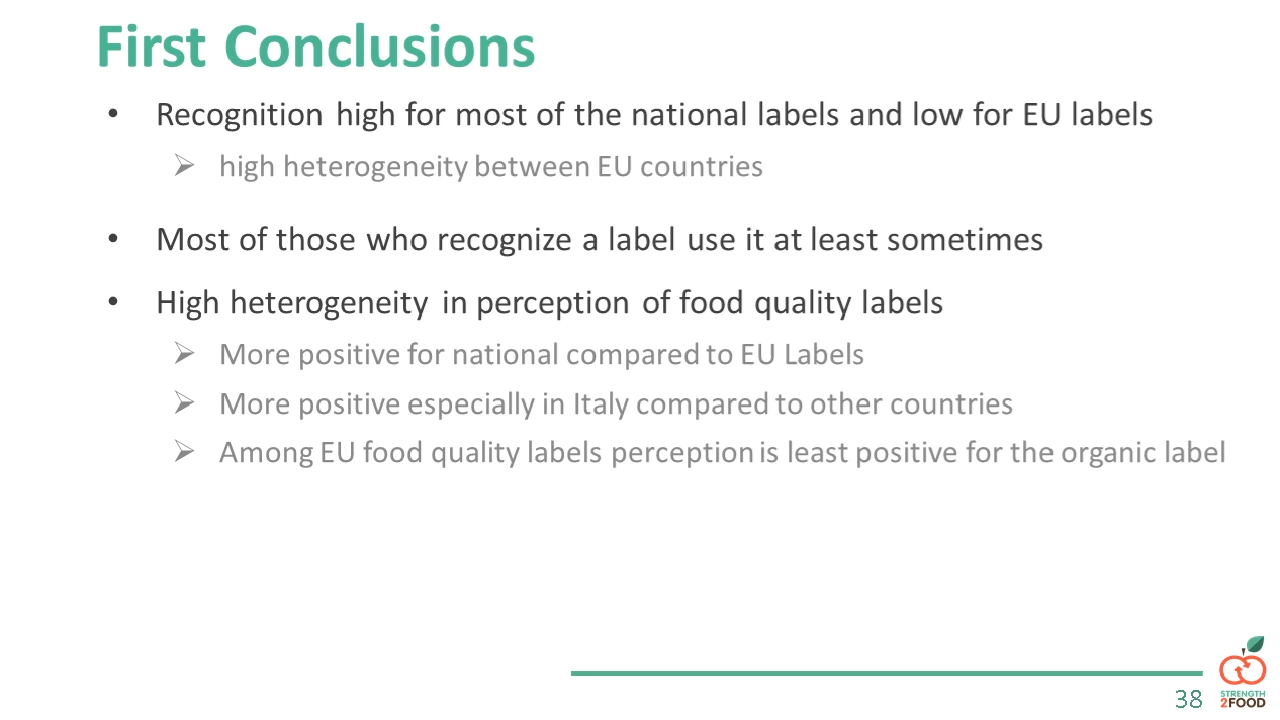 First Conclusions
• Recognition high for most of the national labels and low for EU labels
➢ high heterogeneity between EU countries
• Most of those who recognize a label use it at least sometimes
• High heterogeneity in perception of food quality labels
➢ More positive for national compared to EU Labels
➢ More positive especially in Italy compared to other countries
➢ Among EU food quality labels perception is least positive for the organic label
38
STRENGTH
2FOOD